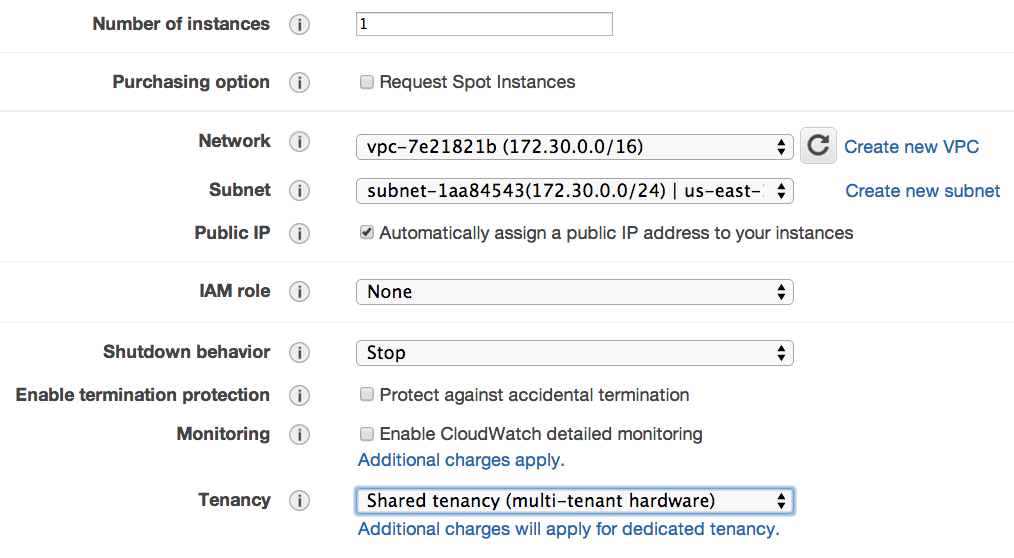 Number of instances i 1
Purchasing option i Request Spot Instances
Network i vpc-7e21821b (172.30.0.0/16) Create new VPC
Subnet i subnet-1aa84543(172.30.0.0/24) | us-east- Create new subnet
Public IP i Automatically assign a public IP address to your instances
IAM role i None
Shutdown behavior i Stop
Enable termination protection i Protect against accidental termination
Monitoring i Enable CloudWatch detailed monitoring
Additional charges apply.
Tenancy i Shared tenancy (multi-tenant hardware)
Additional charges will apply for dedicated tenancy.